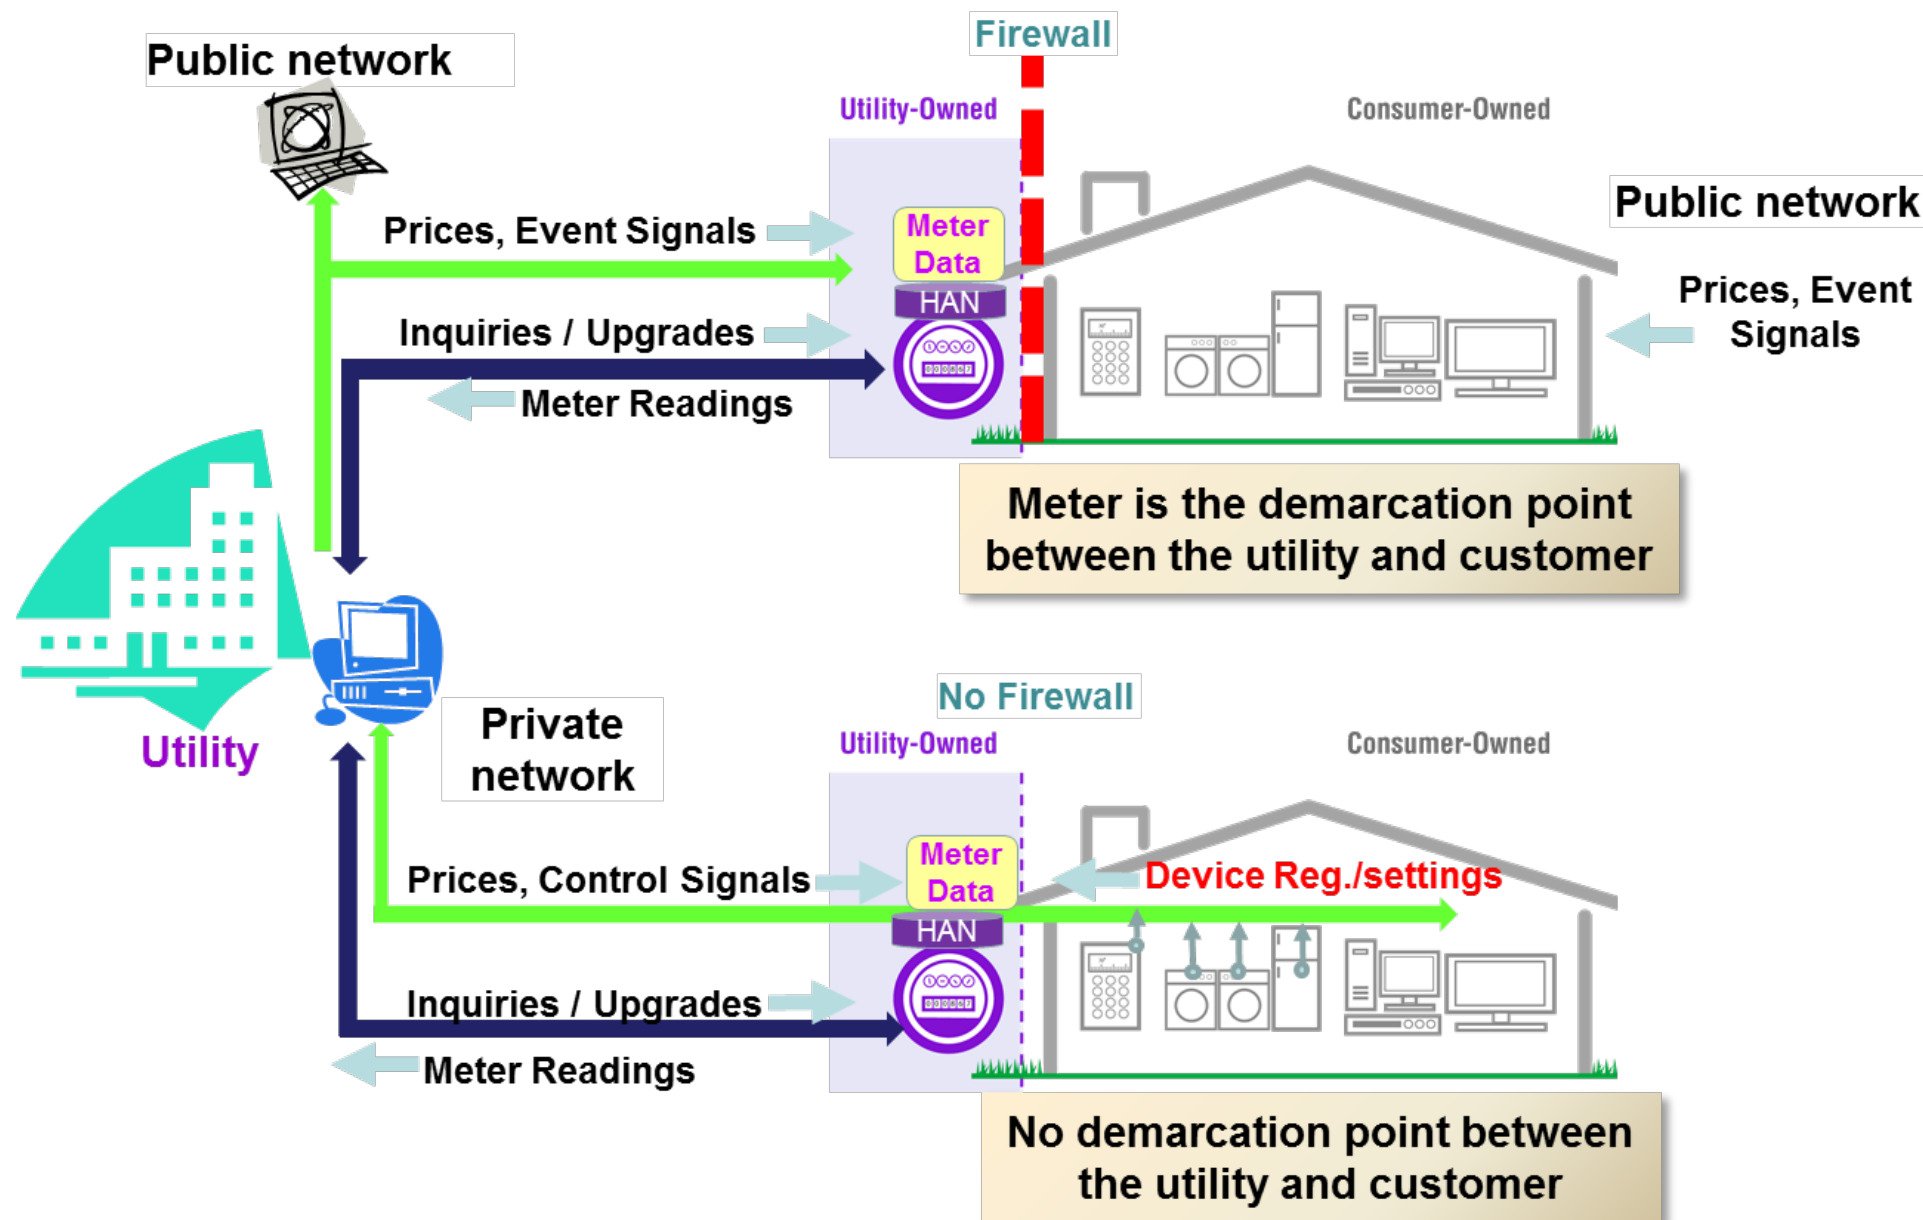 Firewall
Public network
Utility-Owned
Consumer-Owned
Public network
Prices, Event Signals
Meter
Data
HAN
Prices, Event
Signals
Inquiries / Upgrades
Meter Readings
Meter is the demarcation point
between the utility and customer
No Firewall
Private
network
Utility
Utility-Owned
Consumer-Owned
Prices, Control Signals
Meter
Data
Device Reg./settings
HAN
Inquiries / Upgrades
Meter Readings
No demarcation point between
the utility and customer